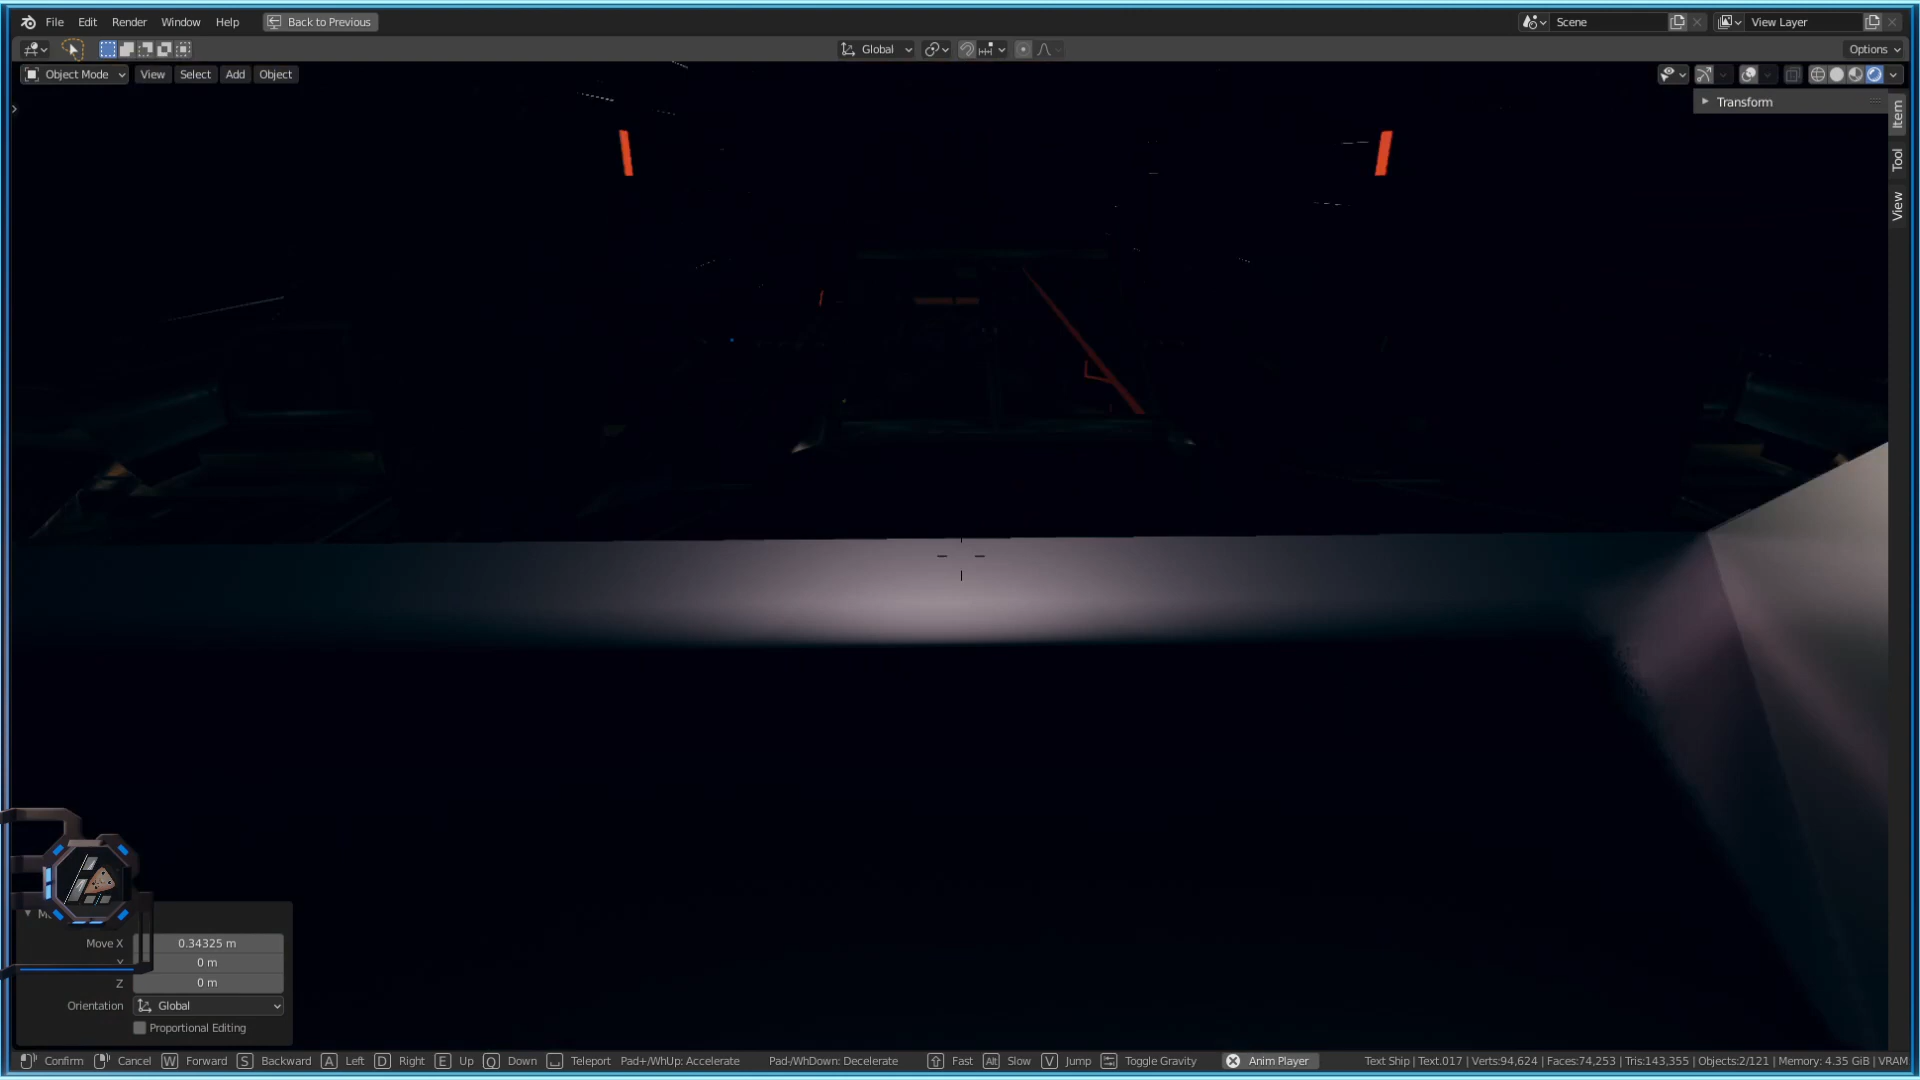 File Edit Render Window Help Back to Previous Scene View Layer
Global Options
Object Mode View Select Add Object
Transform
Item
Tool
View
Move X 0.34325 m
Y 0 m
Z 0 m
Orientation Global
Proportional Editing
Confirm Cancel W Forward S Backward A Left D Right E Up Q Down Teleport Pad+/WhUp: Accelerate Pad-/WhDown: Decelerate Fast Alt Slow V Jump Toggle Gravity Anim Player Text Ship | Text.017 | Verts:94,624 | Faces:74,253 | Tris:143,355 | Objects:2/121 | Memory: 4.35 GiB | VRAM